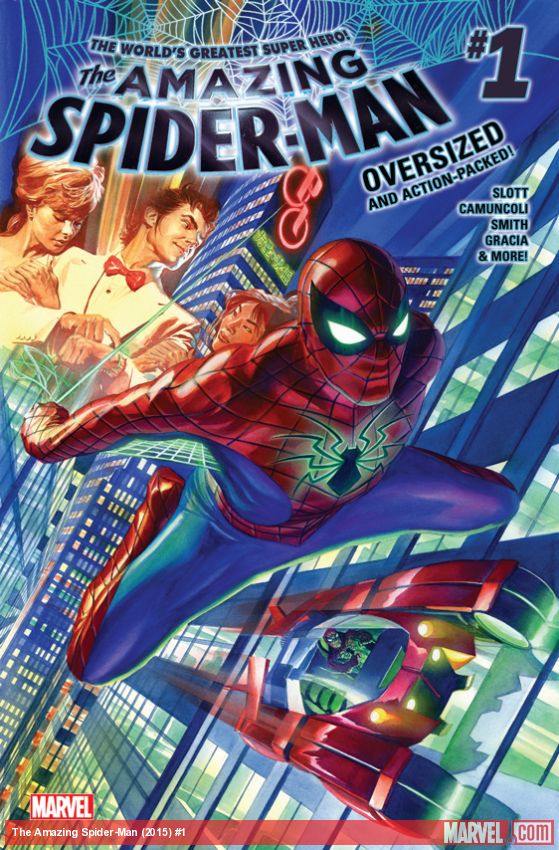 THE WORLD'S GREATEST SUPER HERO!
The AMAZING
SPIDER-MAN
#1
OVERSIZED
AND ACTION-PACKED!
SLOTT
CAMUNCOLI
SMITH
GRACIA
& MORE!
MARVEL
The Amazing Spider-Man (2015) #1
MARVEL.com